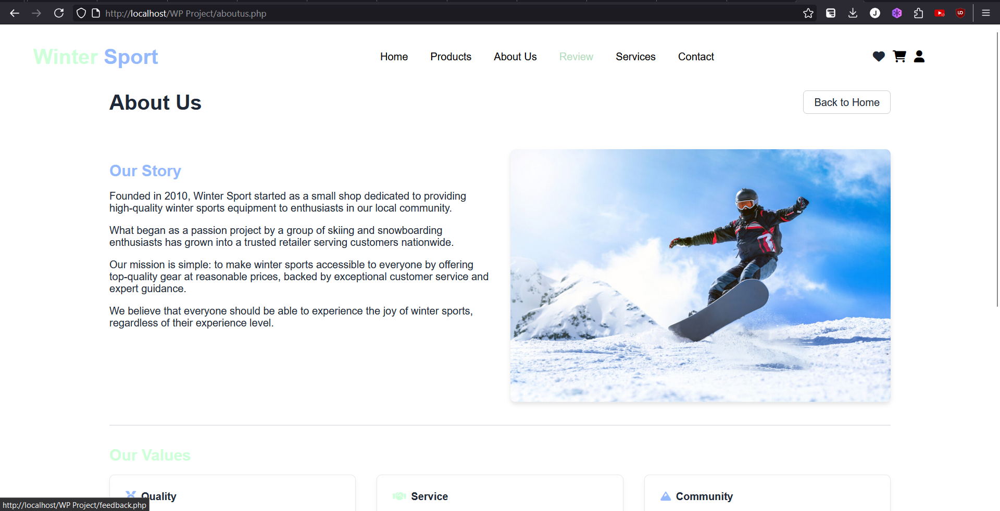 http://localhost/WP Project/aboutus.php
Winter Sport
Home Products About Us Review Services Contact
About Us
Back to Home
Our Story
Founded in 2010, Winter Sport started as a small shop dedicated to providing
high-quality winter sports equipment to enthusiasts in our local community.
What began as a passion project by a group of skiing and snowboarding
enthusiasts has grown into a trusted retailer serving customers nationwide.
Our mission is simple: to make winter sports accessible to everyone by offering
top-quality gear at reasonable prices, backed by exceptional customer service and
expert guidance.
We believe that everyone should be able to experience the joy of winter sports,
regardless of their experience level.
Our Values
Quality
Service
Community
http://localhost/WP Project/feedback.php